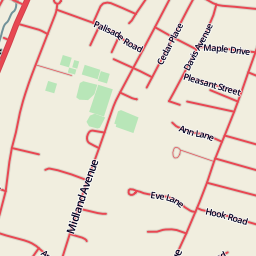 Palisade Road
Cedar Place
Maple Drive
Davis Avenue
Pleasant Street
Ann Lane
Midland Avenue
Eve Lane
Hook Road